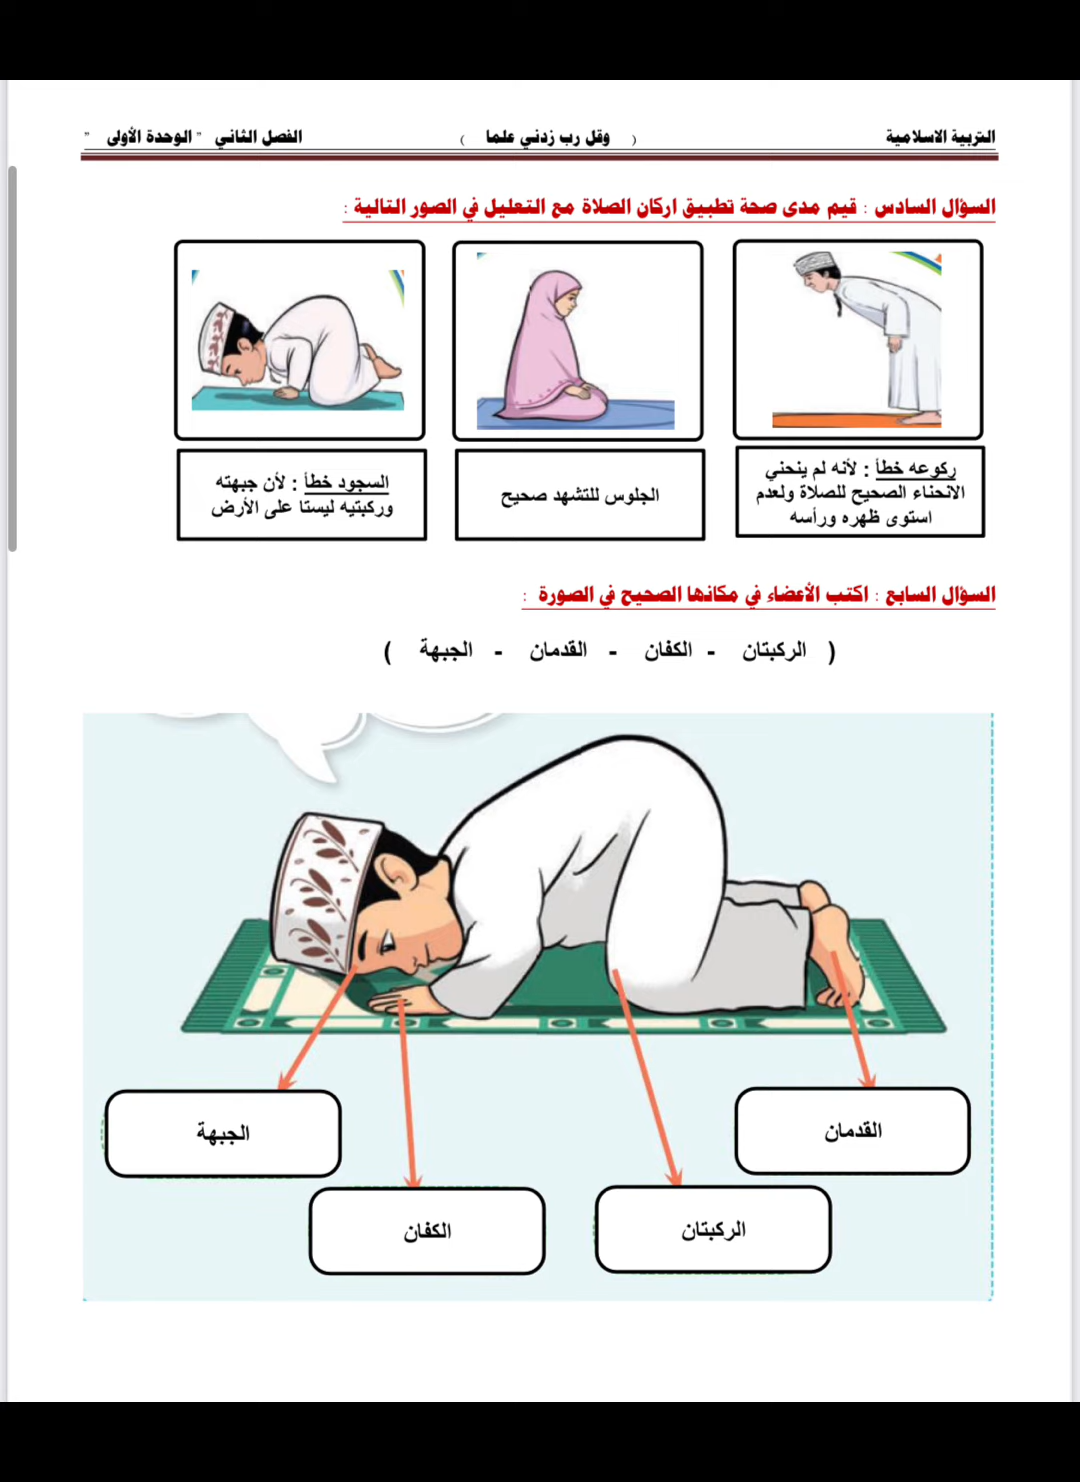 التربية الاسلامية
( وقل رب زدني علما )
الفصل الثاني " الوحدة الأولى "
السؤال السادس : قيم مدى صحة تطبيق اركان الصلاة مع التعليل في الصور التالية :
ركوعه خطأ : لأنه لم ينحني
الانحناء الصحيح للصلاة ولعدم
استوى ظهره ورأسه
الجلوس للتشهد صحيح
السجود خطأ : لأن جبهته
وركبتيه ليستا على الأرض
السؤال السابع : اكتب الأعضاء في مكانها الصحيح في الصورة :
( الركبتان - الكفان - القدمان - الجبهة )
القدمان
الجبهة
الركبتان
الكفان